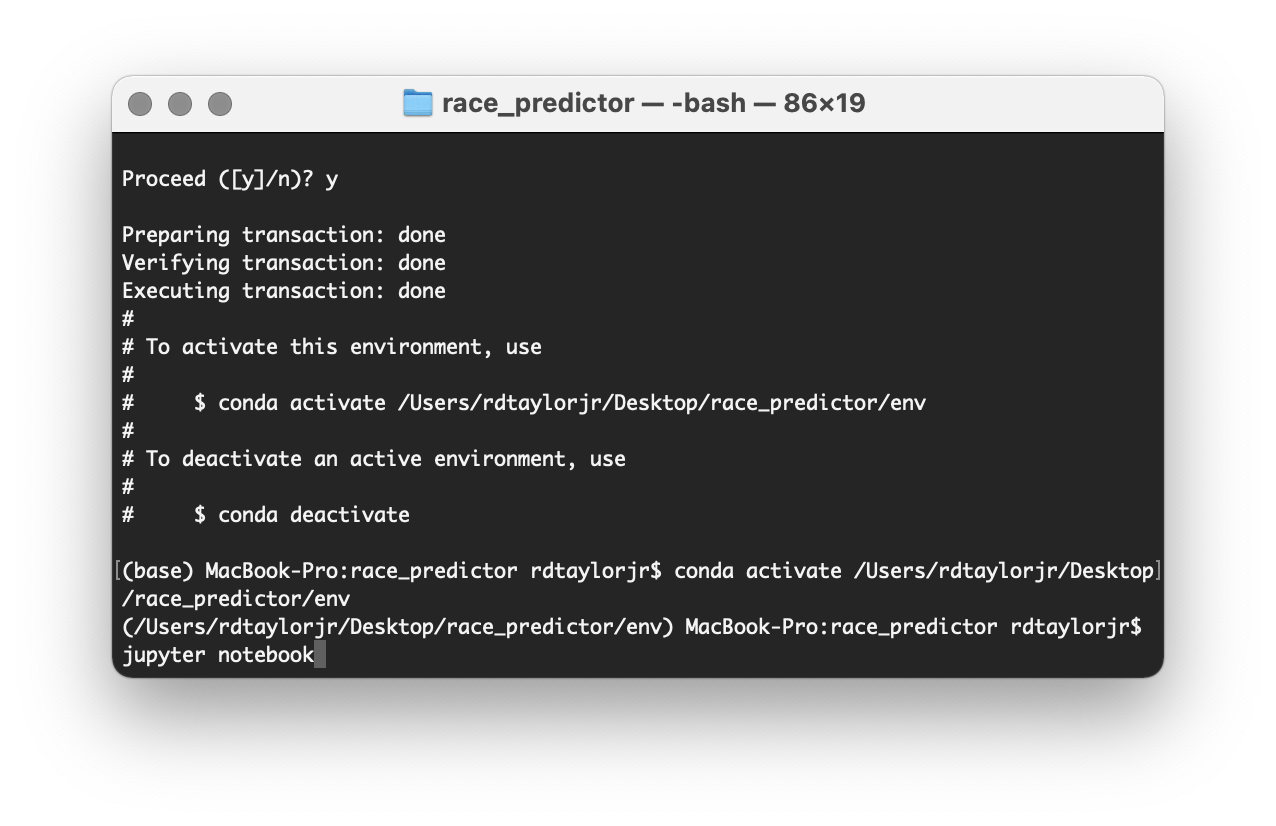 race_predictor — -bash — 86×19
Proceed ([y]/n)? y
Preparing transaction: done
Verifying transaction: done
Executing transaction: done
#
# To activate this environment, use
#
#     $ conda activate /Users/rdtaylorjr/Desktop/race_predictor/env
#
# To deactivate an active environment, use
#
#     $ conda deactivate
[(base) MacBook-Pro:race_predictor rdtaylorjr$ conda activate /Users/rdtaylorjr/Desktop]
/race_predictor/env
(/Users/rdtaylorjr/Desktop/race_predictor/env) MacBook-Pro:race_predictor rdtaylorjr$
jupyter notebook